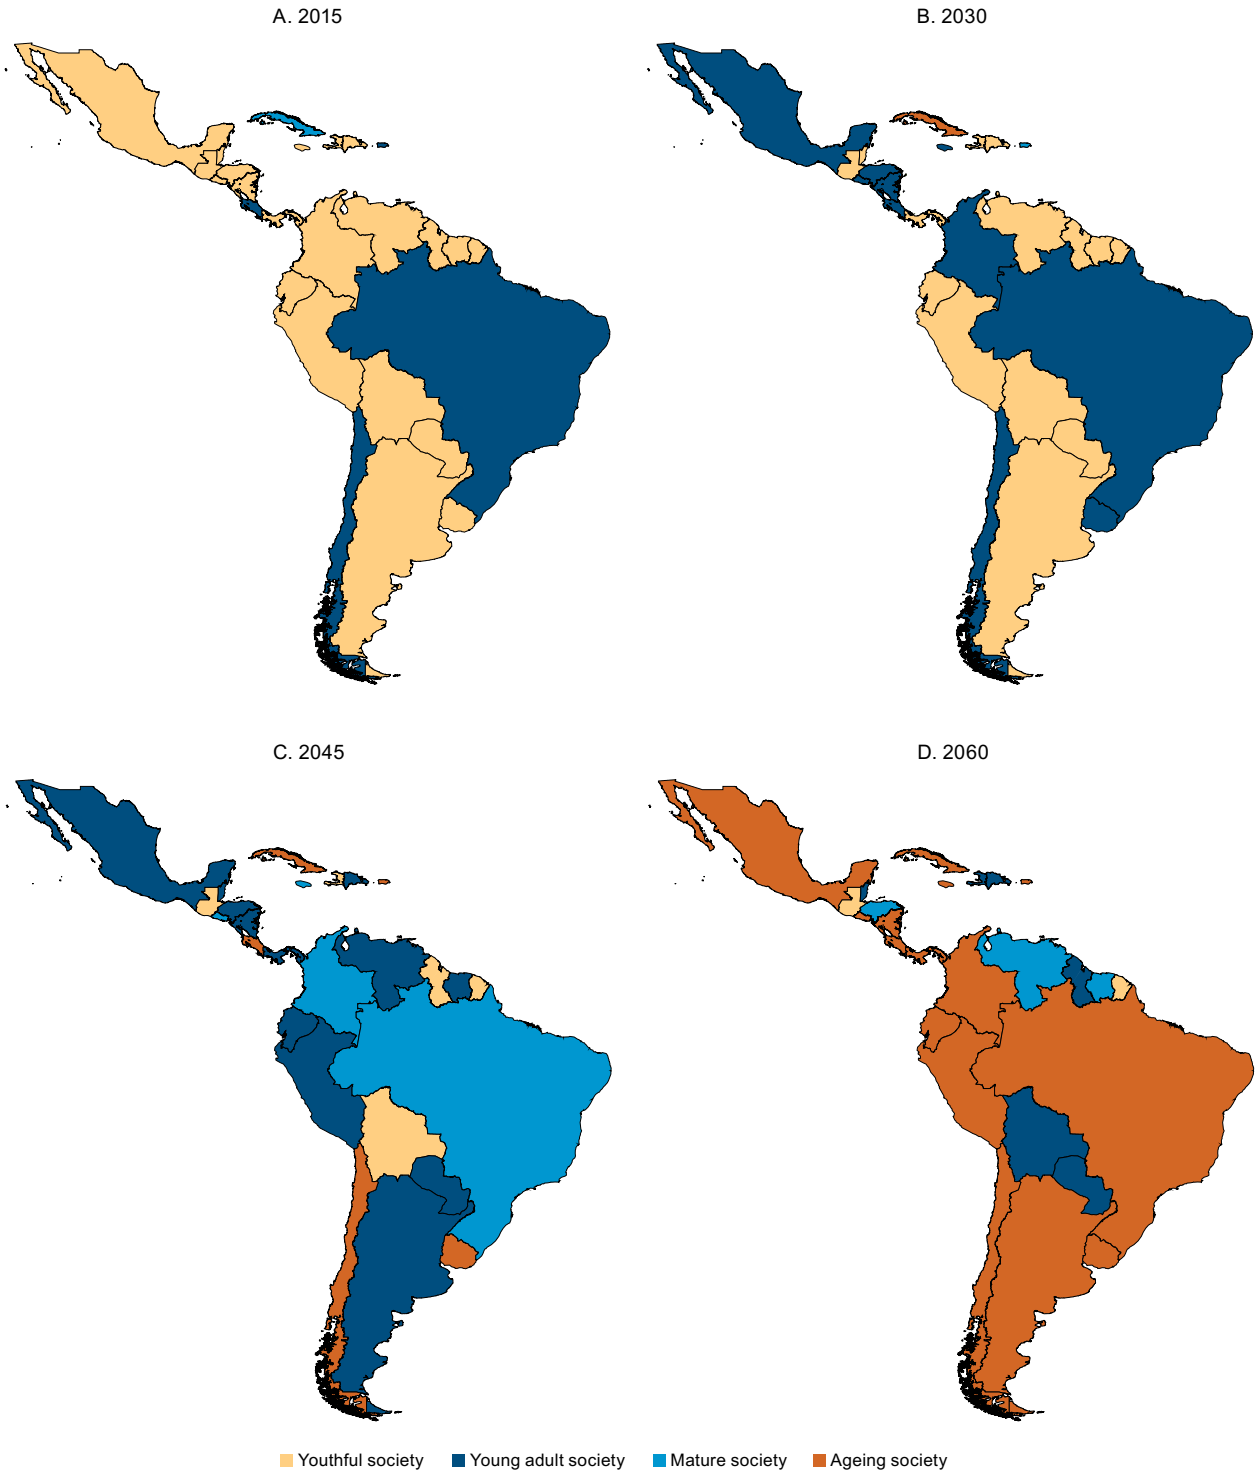 A. 2015
B. 2030
C. 2045
D. 2060
Youthful society Young adult society Mature society Ageing society